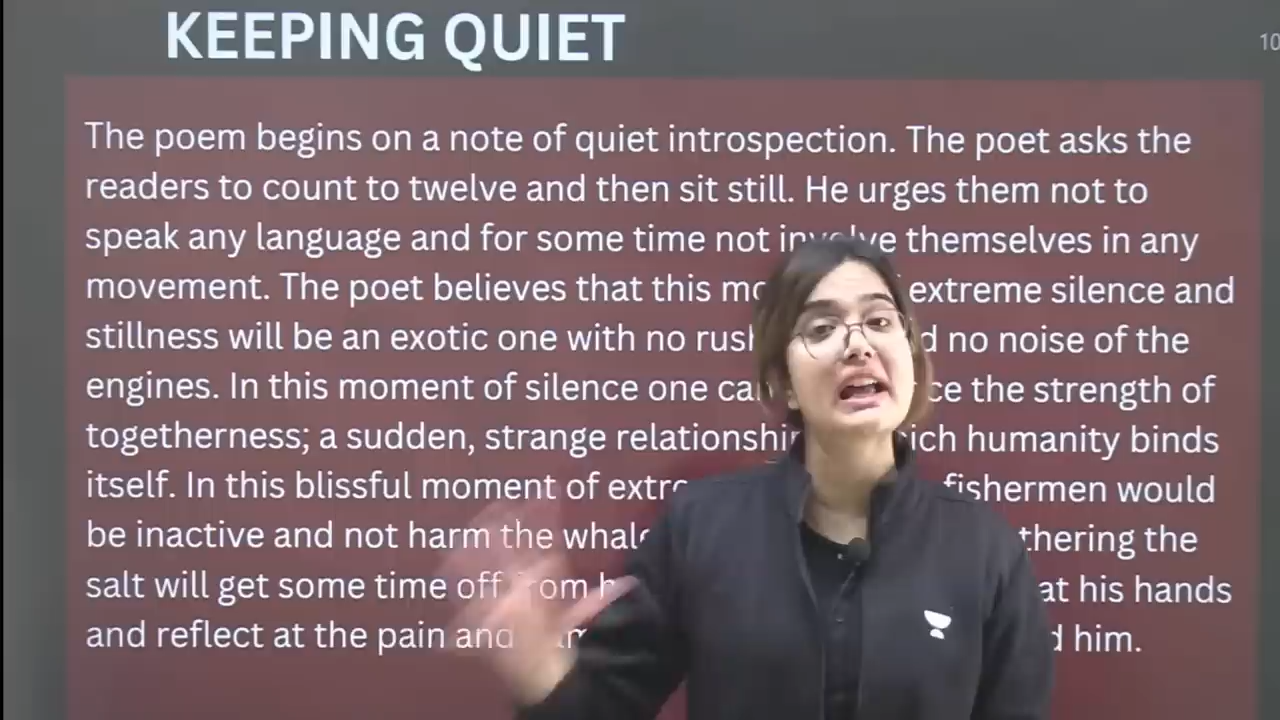 KEEPING QUIET
10
The poem begins on a note of quiet introspection. The poet asks the
readers to count to twelve and then sit still. He urges them not to
speak any language and for some time not involve themselves in any
movement. The poet believes that this extreme silence and
stillness will be an exotic one with no no noise of the
engines. In this moment of silence one the strength of
togetherness; a sudden, strange humanity binds
itself. In this blissful moment of fishermen would
be inactive and not harm the the
salt will get some time off at his hands
and reflect at the pain and him.